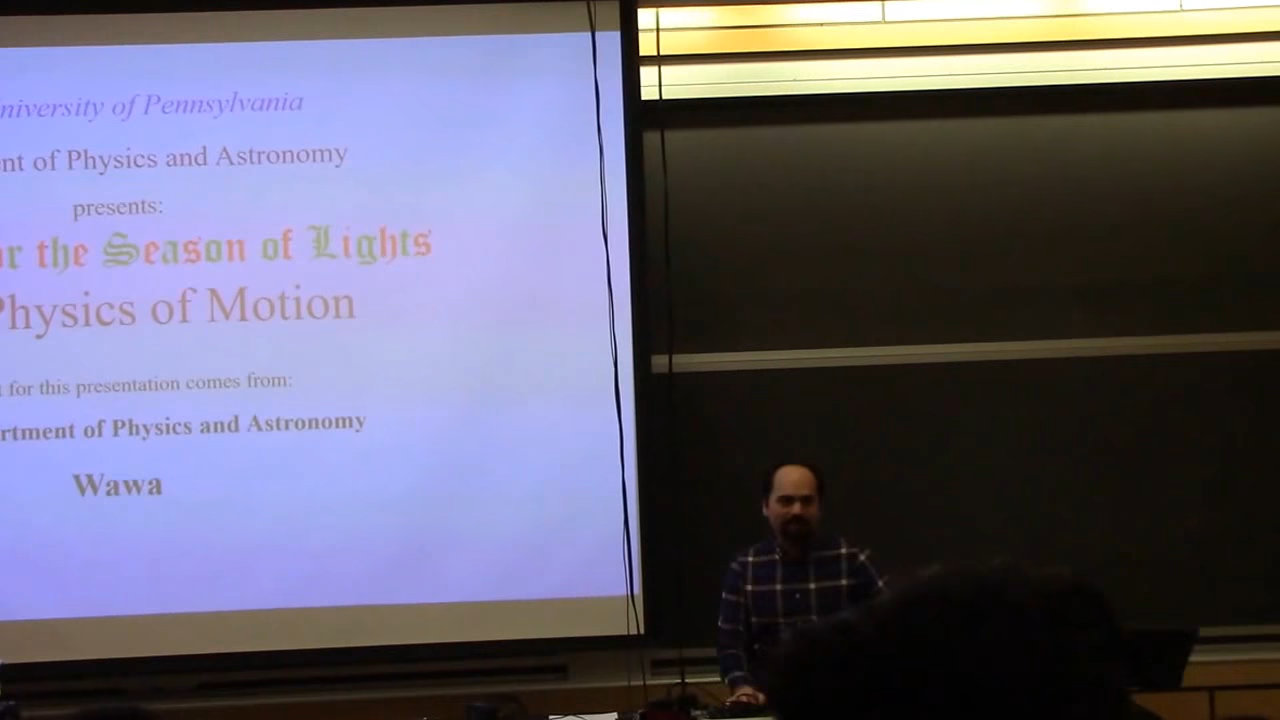 niversity of Pennsylvania
nt of Physics and Astronomy
presents:
r the Season of Lights
Physics of Motion
for this presentation comes from:
rtment of Physics and Astronomy
Wawa